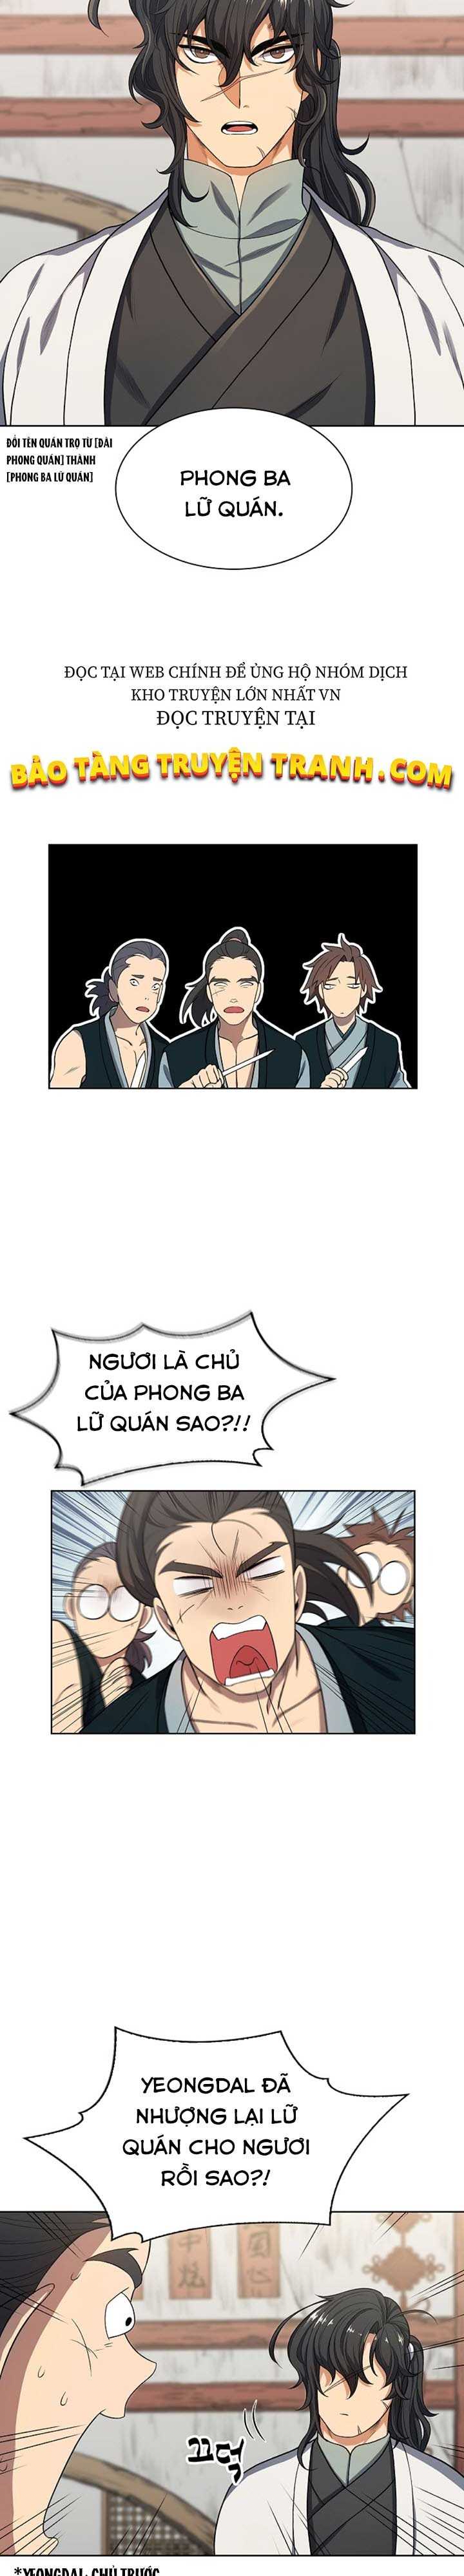 ĐỔI TÊN QUÁN TRỌ TỪ [ĐÀI
PHONG QUÁN] THÀNH
[PHONG BA LỮ QUÁN]
PHONG BA
LỮ QUÁN.
ĐỌC TẠI WEB CHÍNH ĐỂ ỦNG HỘ NHÓM DỊCH
KHO TRUYỆN LỚN NHẤT VN
ĐỌC TRUYỆN TẠI
BẢO TÀNG TRUYỆN TRANH.COM
NGƯƠI LÀ CHỦ
CỦA PHONG BA
LỮ QUÁN SAO?!!
YEONGDAL ĐÃ
NHƯỢNG LẠI LỮ
QUÁN CHO NGƯƠI
RỒI SAO?!
끄덕
*YEONGDAL: CHỦ TRƯỚC